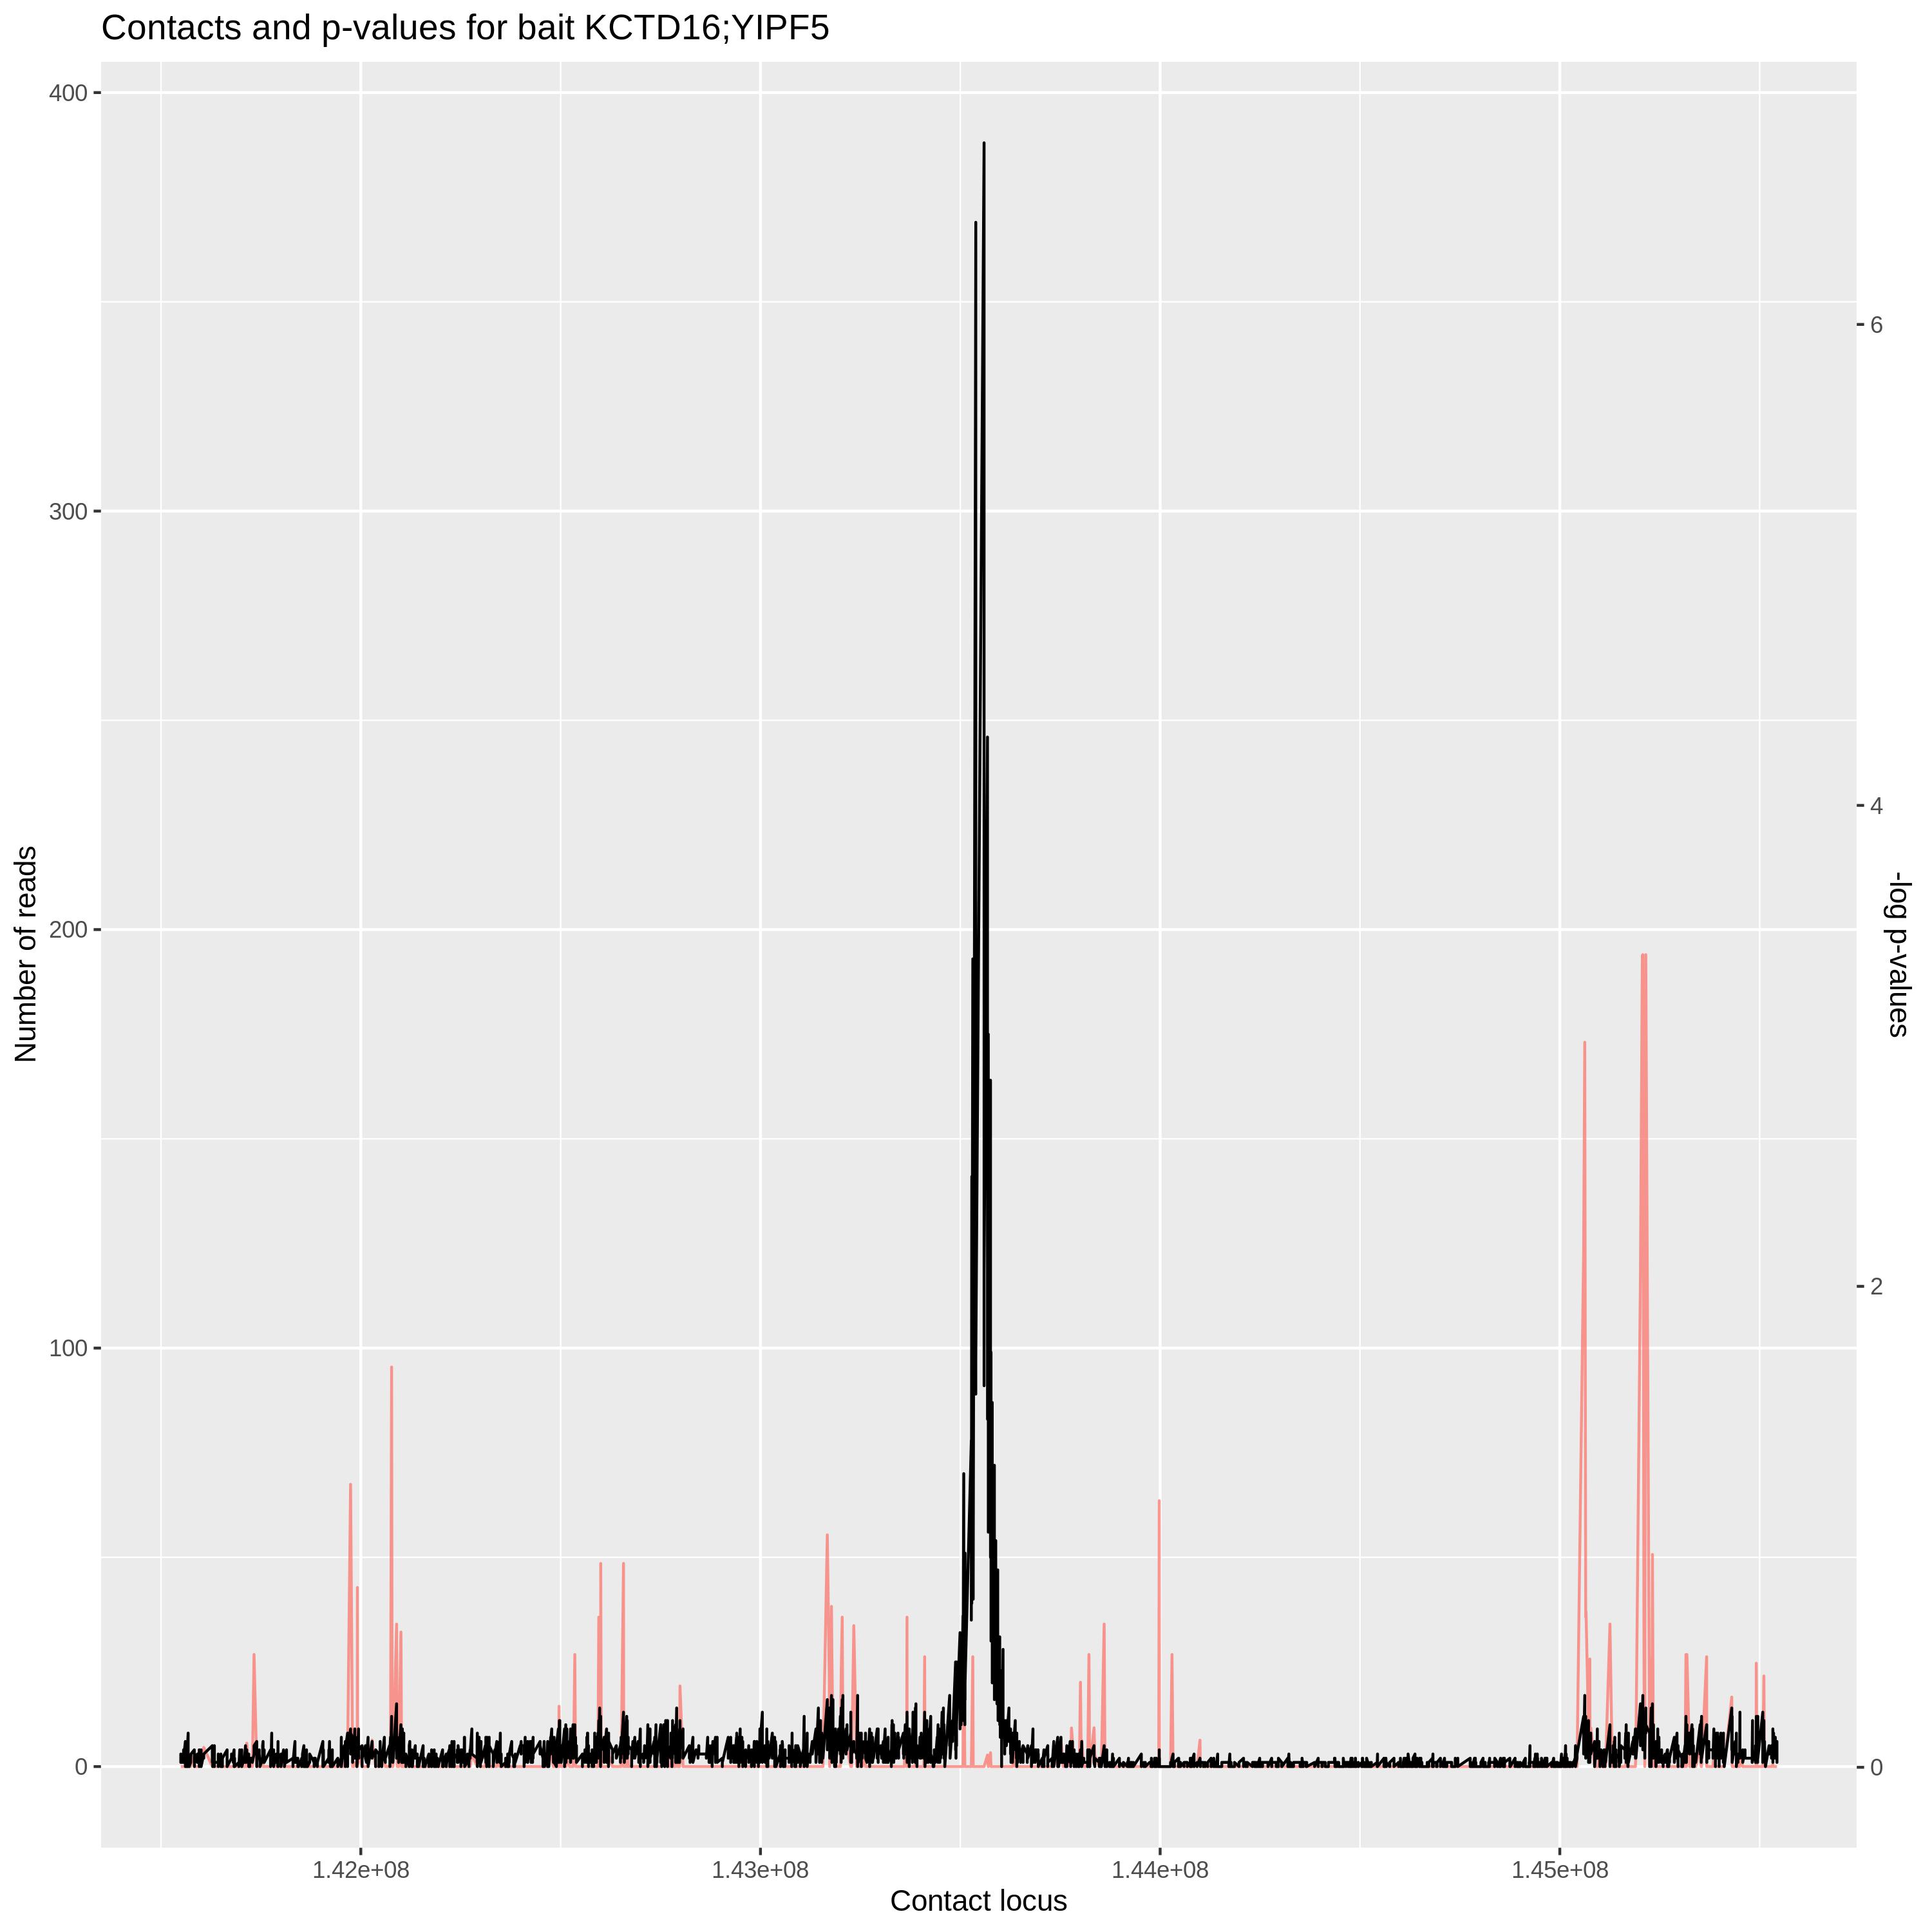 Contacts and p-values for bait KCTD16;YIPF5
400
300
200
100
0
Number of reads
6
4
2
0
-log p-values
1.42e+08
1.43e+08
1.44e+08
1.45e+08
Contact locus